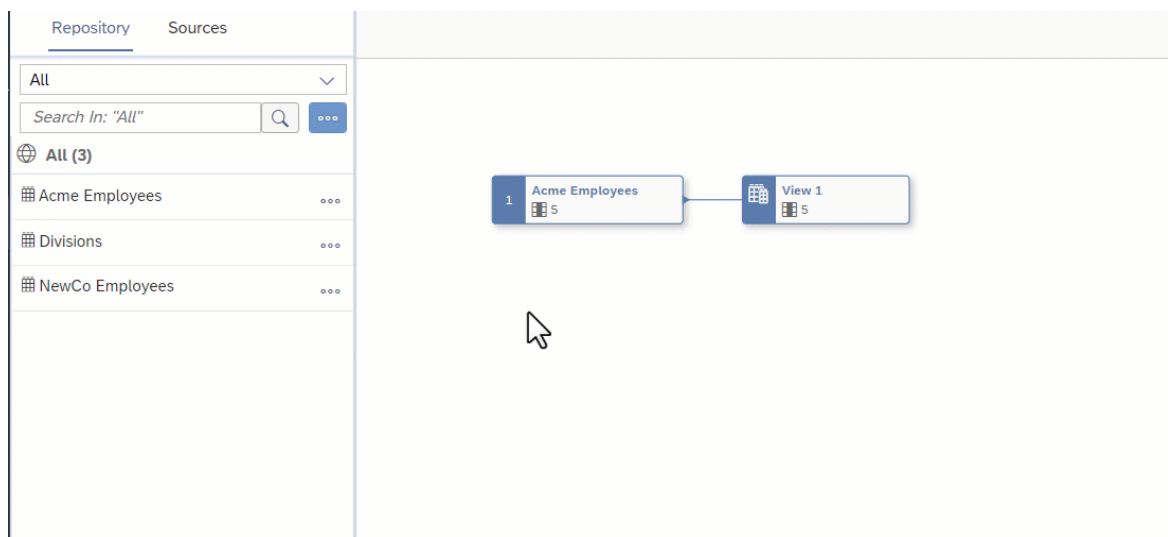 Repository Sources
All
Search In: "All"
All (3)
Acme Employees
Divisions
NewCo Employees
1 Acme Employees
5
View 1
5